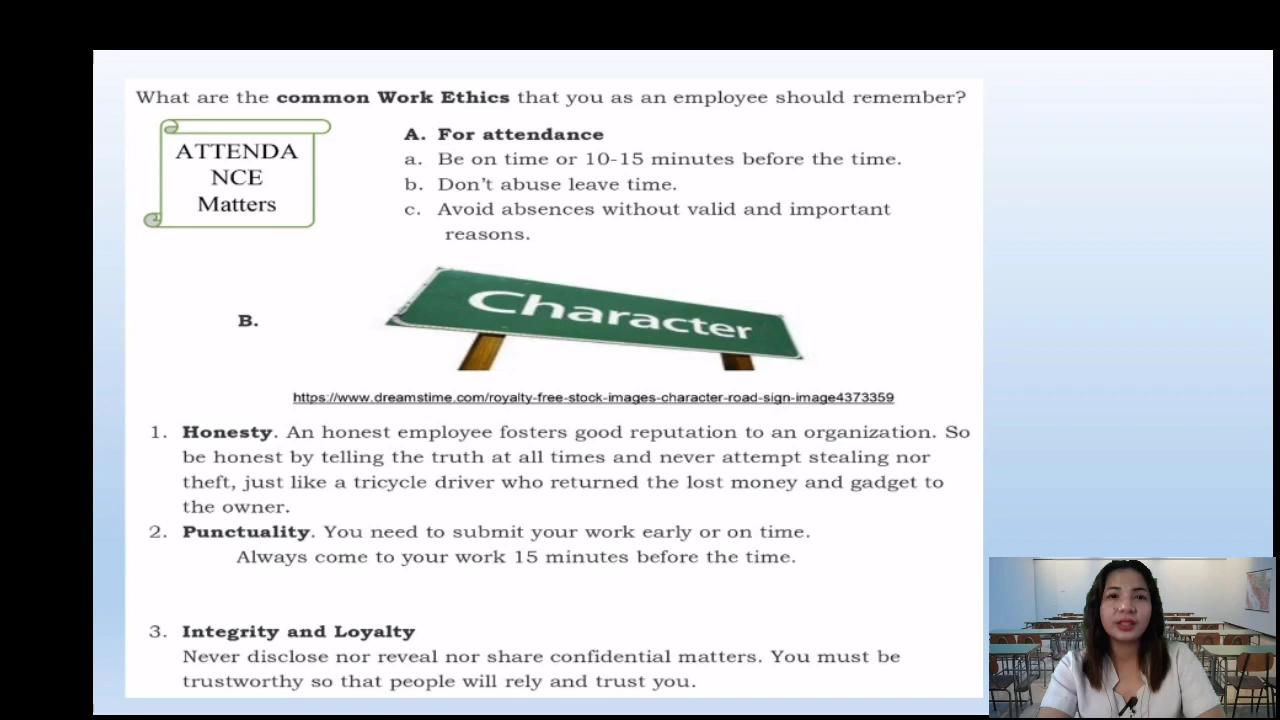 What are the common Work Ethics that you as an employee should remember?
ATTENDA
NCE
Matters
A. For attendance
a. Be on time or 10-15 minutes before the time.
b. Don't abuse leave time.
c. Avoid absences without valid and important
reasons.
B.
Character
https://www.dreamstime.com/royalty-free-stock-images-character-road-sign-image4373359
1. Honesty. An honest employee fosters good reputation to an organization. So
be honest by telling the truth at all times and never attempt stealing nor
theft, just like a tricycle driver who returned the lost money and gadget to
the owner.
2. Punctuality. You need to submit your work early or on time.
Always come to your work 15 minutes before the time.
3. Integrity and Loyalty
Never disclose nor reveal nor share confidential matters. You must be
trustworthy so that people will rely and trust you.